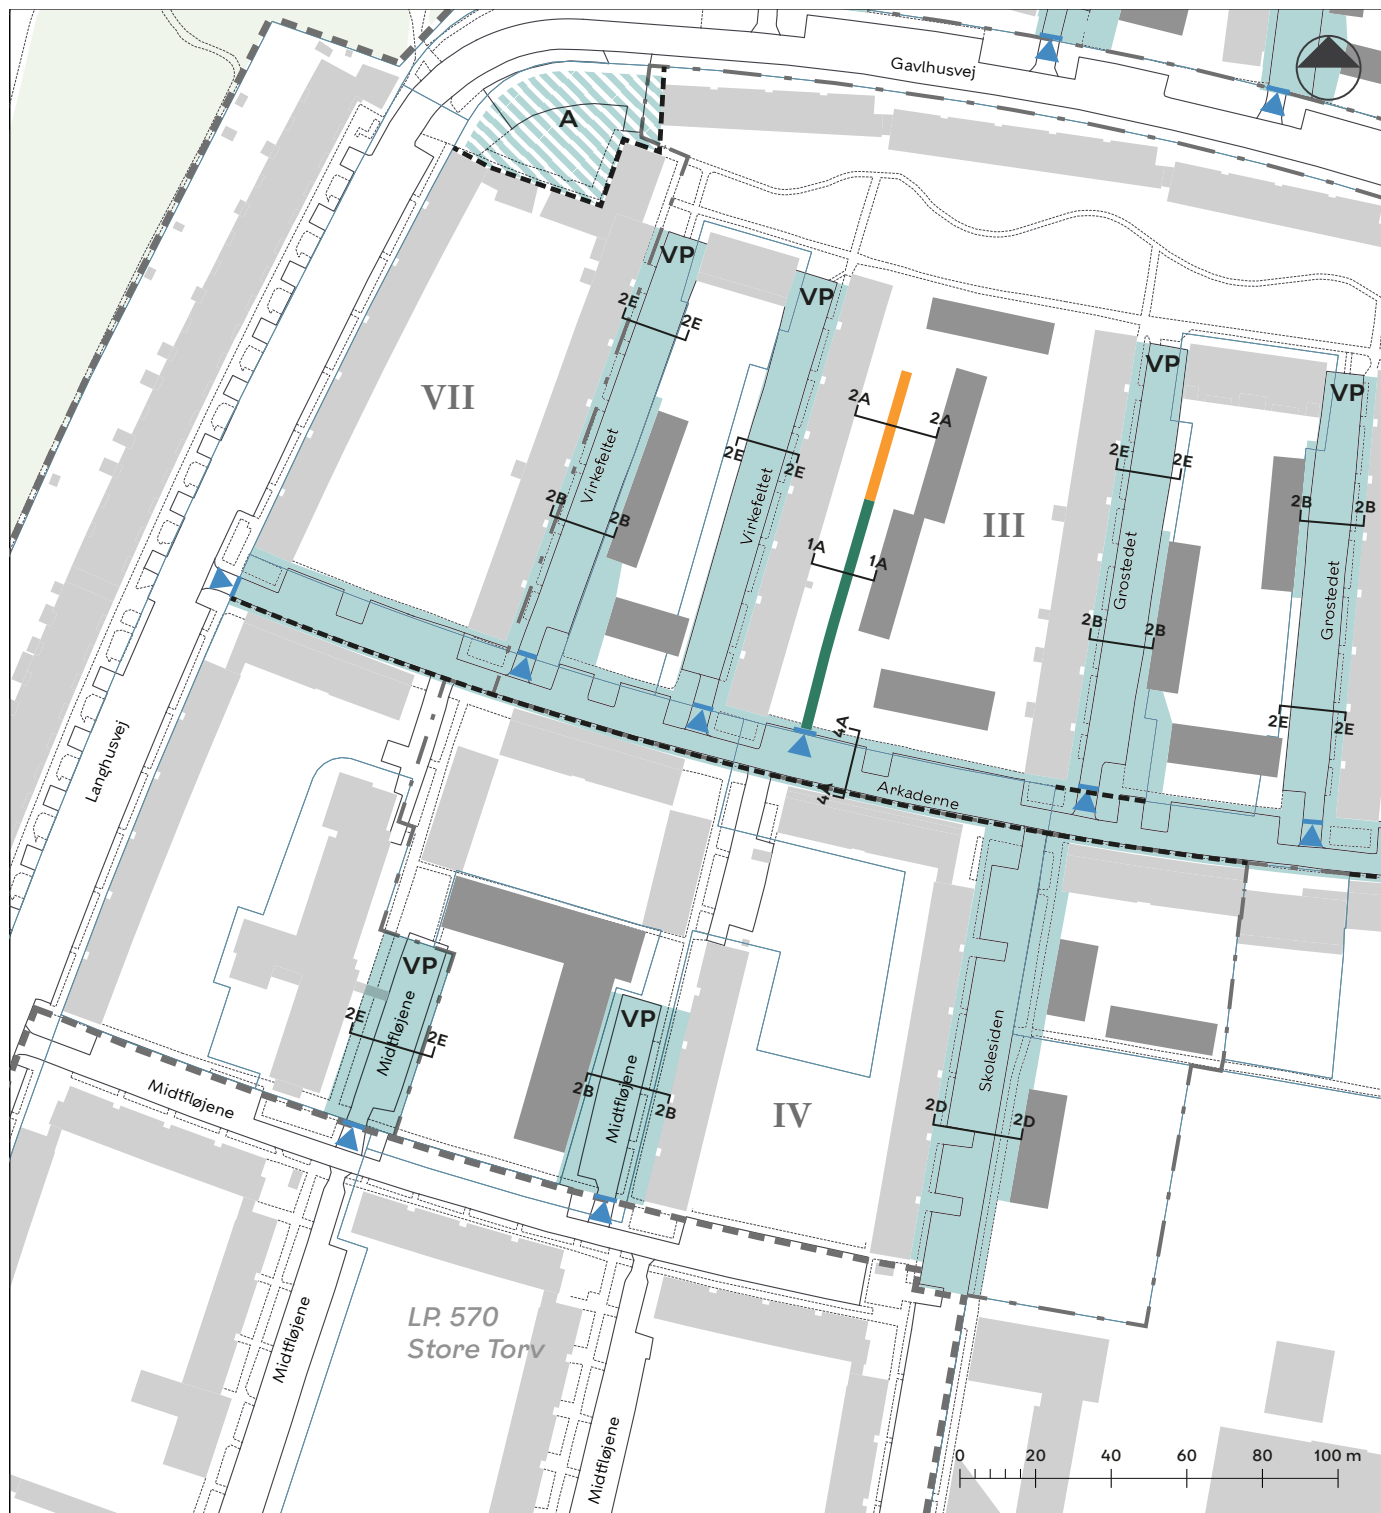 Gavlhusvej
A
VP
VP
2E
2E
VP
VP
VII
2A
2A
Virkefeltet
2E
2E
Virkefeltet
2E
2E
2B
2B
III
2B
2B
1A
1A
Grostedet
Grostedet
2B
2B
2E
2E
4A
4A
Arkaderne
Langhusvej
VP
Midtfløjene
2E
2E
VP
Midtfløjene
2B
2B
Skolesiden
2D
2D
IV
Midtfløjene
LP. 570
Store Torv
Midtfløjene
Midtfløjene
0 20 40 60 80 100 m